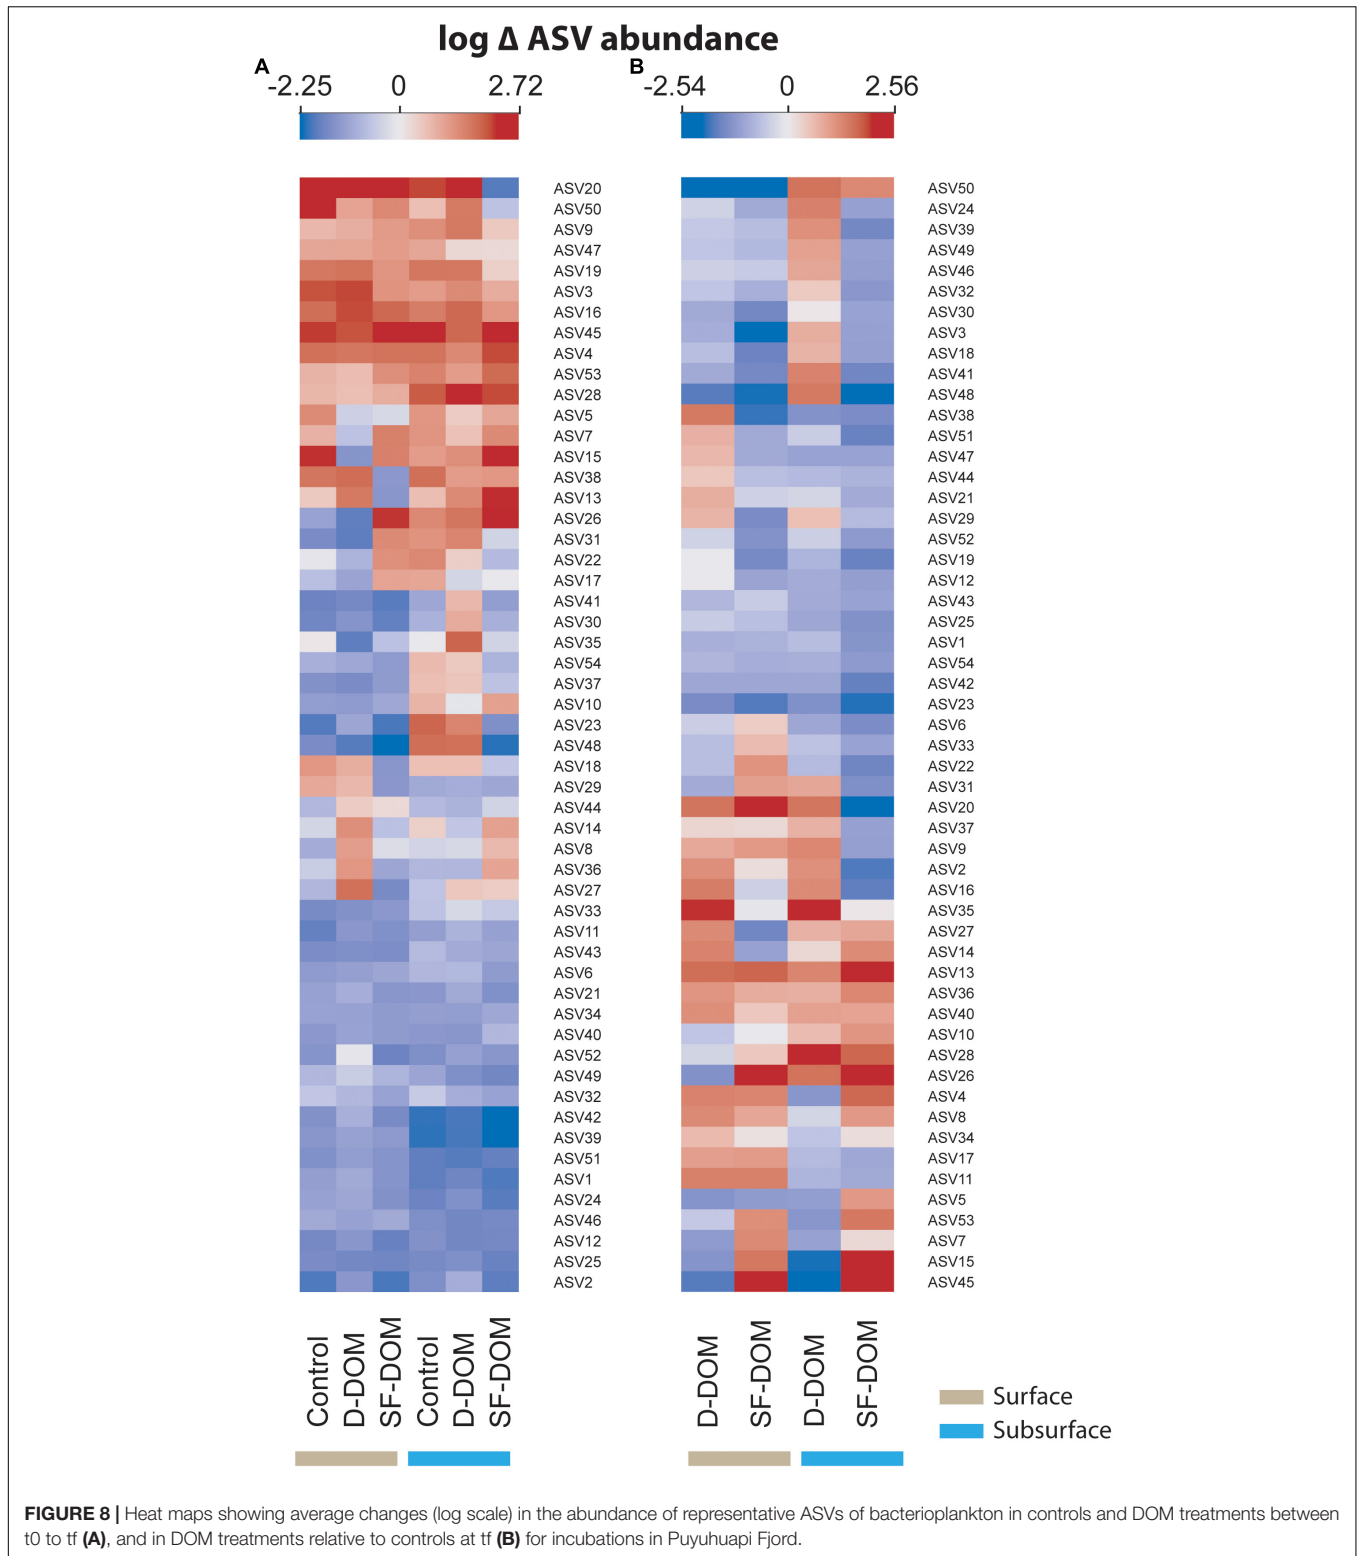 log Δ ASV abundance
A
-2.25 0 2.72
B
-2.54 0 2.56
ASV20
ASV50
ASV9
ASV47
ASV19
ASV3
ASV16
ASV45
ASV4
ASV53
ASV28
ASV5
ASV7
ASV15
ASV38
ASV13
ASV26
ASV31
ASV22
ASV17
ASV41
ASV30
ASV35
ASV54
ASV37
ASV10
ASV23
ASV48
ASV18
ASV29
ASV44
ASV14
ASV8
ASV36
ASV27
ASV33
ASV11
ASV43
ASV6
ASV21
ASV34
ASV40
ASV52
ASV49
ASV32
ASV42
ASV39
ASV51
ASV1
ASV24
ASV46
ASV12
ASV25
ASV2
Control
D-DOM
SF-DOM
Control
D-DOM
SF-DOM
ASV50
ASV24
ASV39
ASV49
ASV46
ASV32
ASV30
ASV3
ASV18
ASV41
ASV48
ASV38
ASV51
ASV47
ASV44
ASV21
ASV29
ASV52
ASV19
ASV12
ASV43
ASV25
ASV1
ASV54
ASV42
ASV23
ASV6
ASV33
ASV22
ASV31
ASV20
ASV37
ASV9
ASV2
ASV16
ASV35
ASV27
ASV14
ASV13
ASV36
ASV40
ASV10
ASV28
ASV26
ASV4
ASV8
ASV34
ASV17
ASV11
ASV5
ASV53
ASV7
ASV15
ASV45
D-DOM
SF-DOM
D-DOM
SF-DOM
Surface
Subsurface
FIGURE 8 | Heat maps showing average changes (log scale) in the abundance of representative ASVs of bacterioplankton in controls and DOM treatments between
t0 to tf (A), and in DOM treatments relative to controls at tf (B) for incubations in Puyuhuapi Fjord.